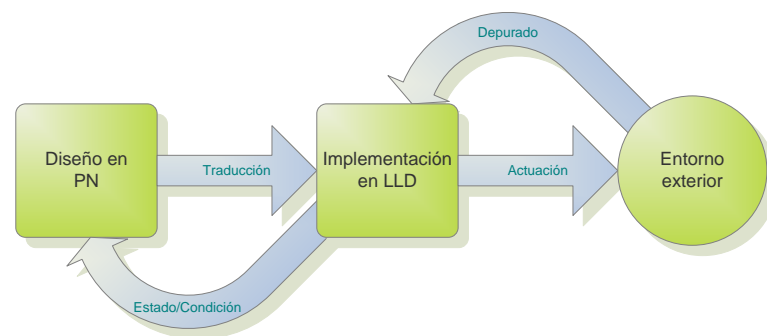 Depurado
Diseño en
PN
Traducción
Implementación
en LLD
Actuación
Entorno
exterior
Estado/Condición